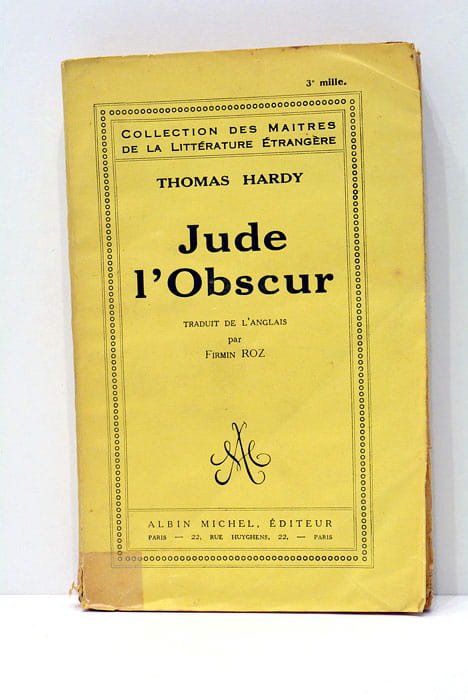 3e mille.
COLLECTION DES MAITRES
DE LA LITTÉRATURE ÉTRANGÈRE
THOMAS HARDY
Jude
l'Obscur
TRADUIT DE L'ANGLAIS
par
FIRMIN ROZ
AM
ALBIN MICHEL, ÉDITEUR
PARIS — 22, RUE HUYGHENS, 22, — PARIS